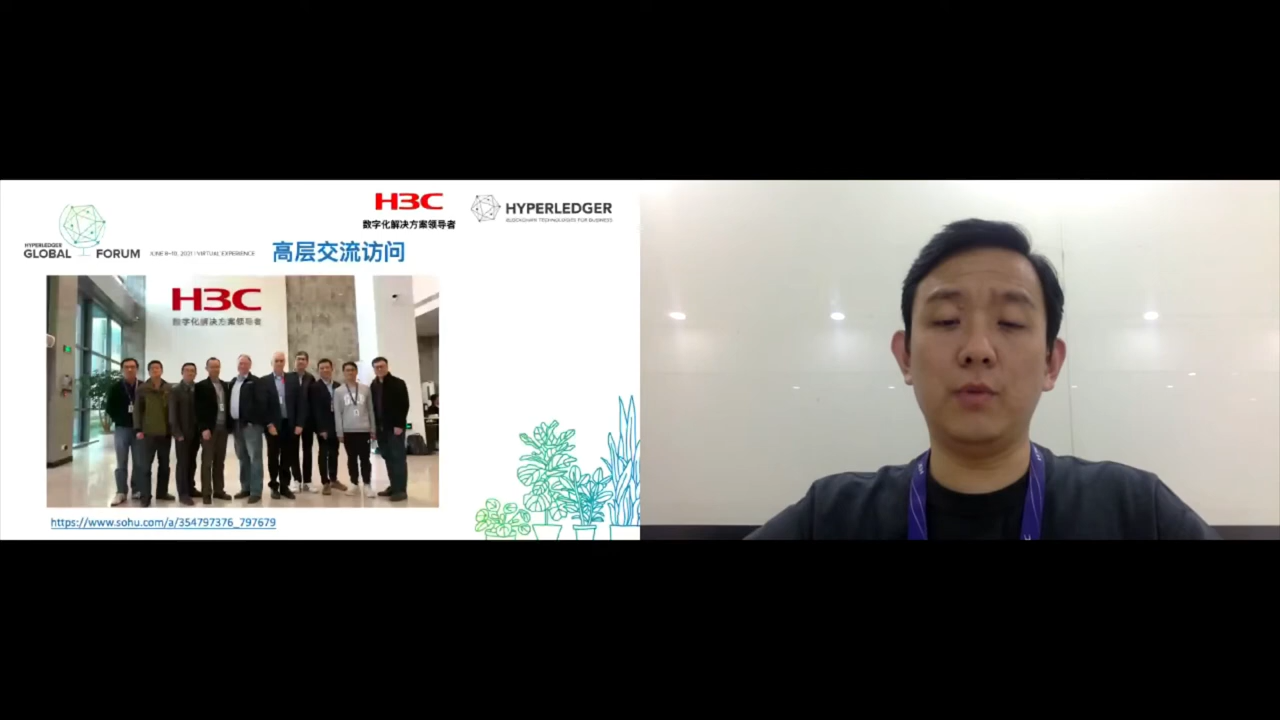 H3C
数字化解决方案领导者
HYPERLEDGER
BLOCKCHAIN TECHNOLOGIES FOR BUSINESS
HYPERLEDGER
GLOBAL FORUM
JUNE 8–10, 2021 | VIRTUAL EXPERIENCE
高层交流访问
H3C
数字化解决方案领导者
https://www.sohu.com/a/354797376_797679